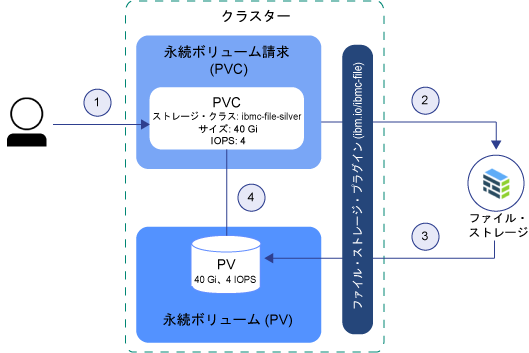 クラスター
永続ボリューム請求
(PVC)
PVC
ストレージ・クラス: ibmc-file-silver
サイズ: 40 Gi
IOPS: 4
1
2
ファイル・ストレージ・プラグイン (ibm.io/ibmc-file)
ファイル・
ストレージ
4
3
PV
40 Gi、4 IOPS
永続ボリューム (PV)